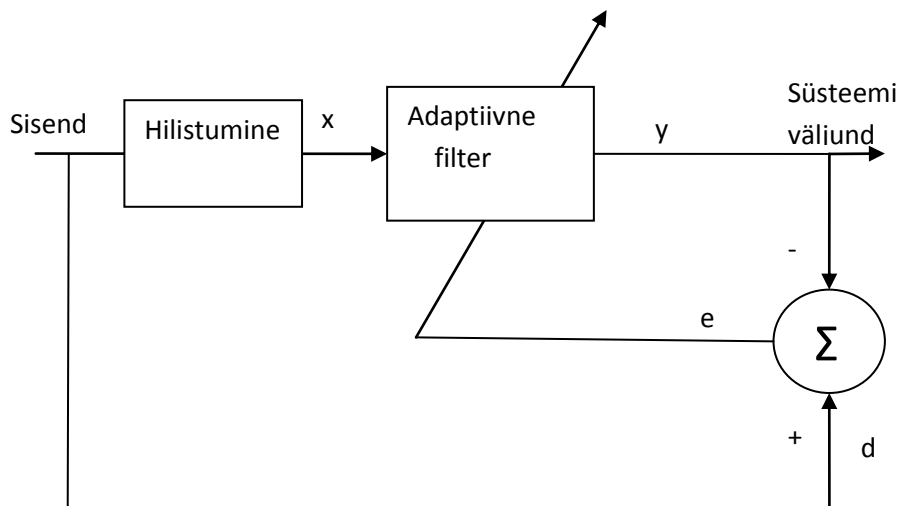 Sisend
Hilistumine
x
Adaptiivne
filter
y
Süsteemi
väljund
-
e
Σ
+
d